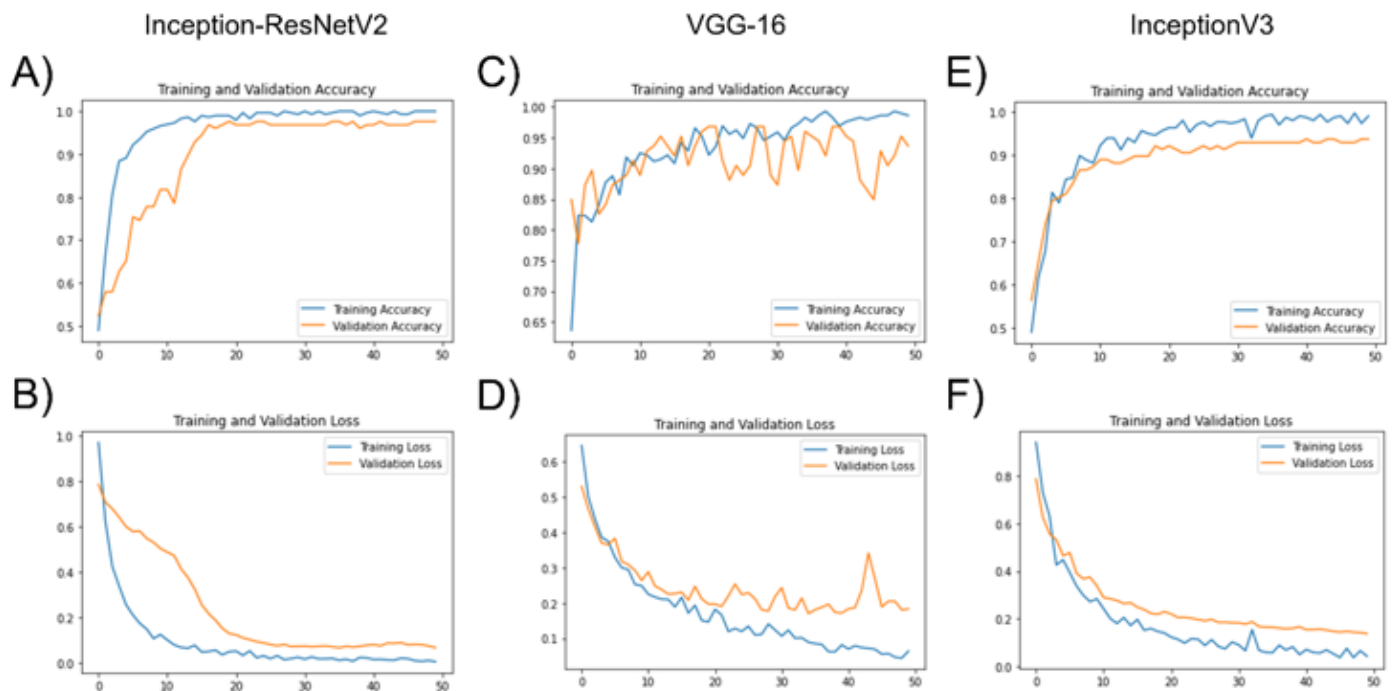 Inception-ResNetV2
VGG-16
InceptionV3
A)
Training and Validation Accuracy
1.0
0.9
0.8
0.7
0.6
0.5
Training Accuracy
Validation Accuracy
0 10 20 30 40 50
C)
Training and Validation Accuracy
1.00
0.95
0.90
0.85
0.80
0.75
0.70
0.65
Training Accuracy
Validation Accuracy
0 10 20 30 40 50
E)
Training and Validation Accuracy
1.0
0.9
0.8
0.7
0.6
0.5
Training Accuracy
Validation Accuracy
0 10 20 30 40 50
B)
Training and Validation Loss
1.0
0.8
0.6
0.4
0.2
0.0
Training Loss
Validation Loss
0 10 20 30 40 50
D)
Training and Validation Loss
0.6
0.5
0.4
0.3
0.2
0.1
Training Loss
Validation Loss
0 10 20 30 40 50
F)
Training and Validation Loss
0.8
0.6
0.4
0.2
0.0
Training Loss
Validation Loss
0 10 20 30 40 50